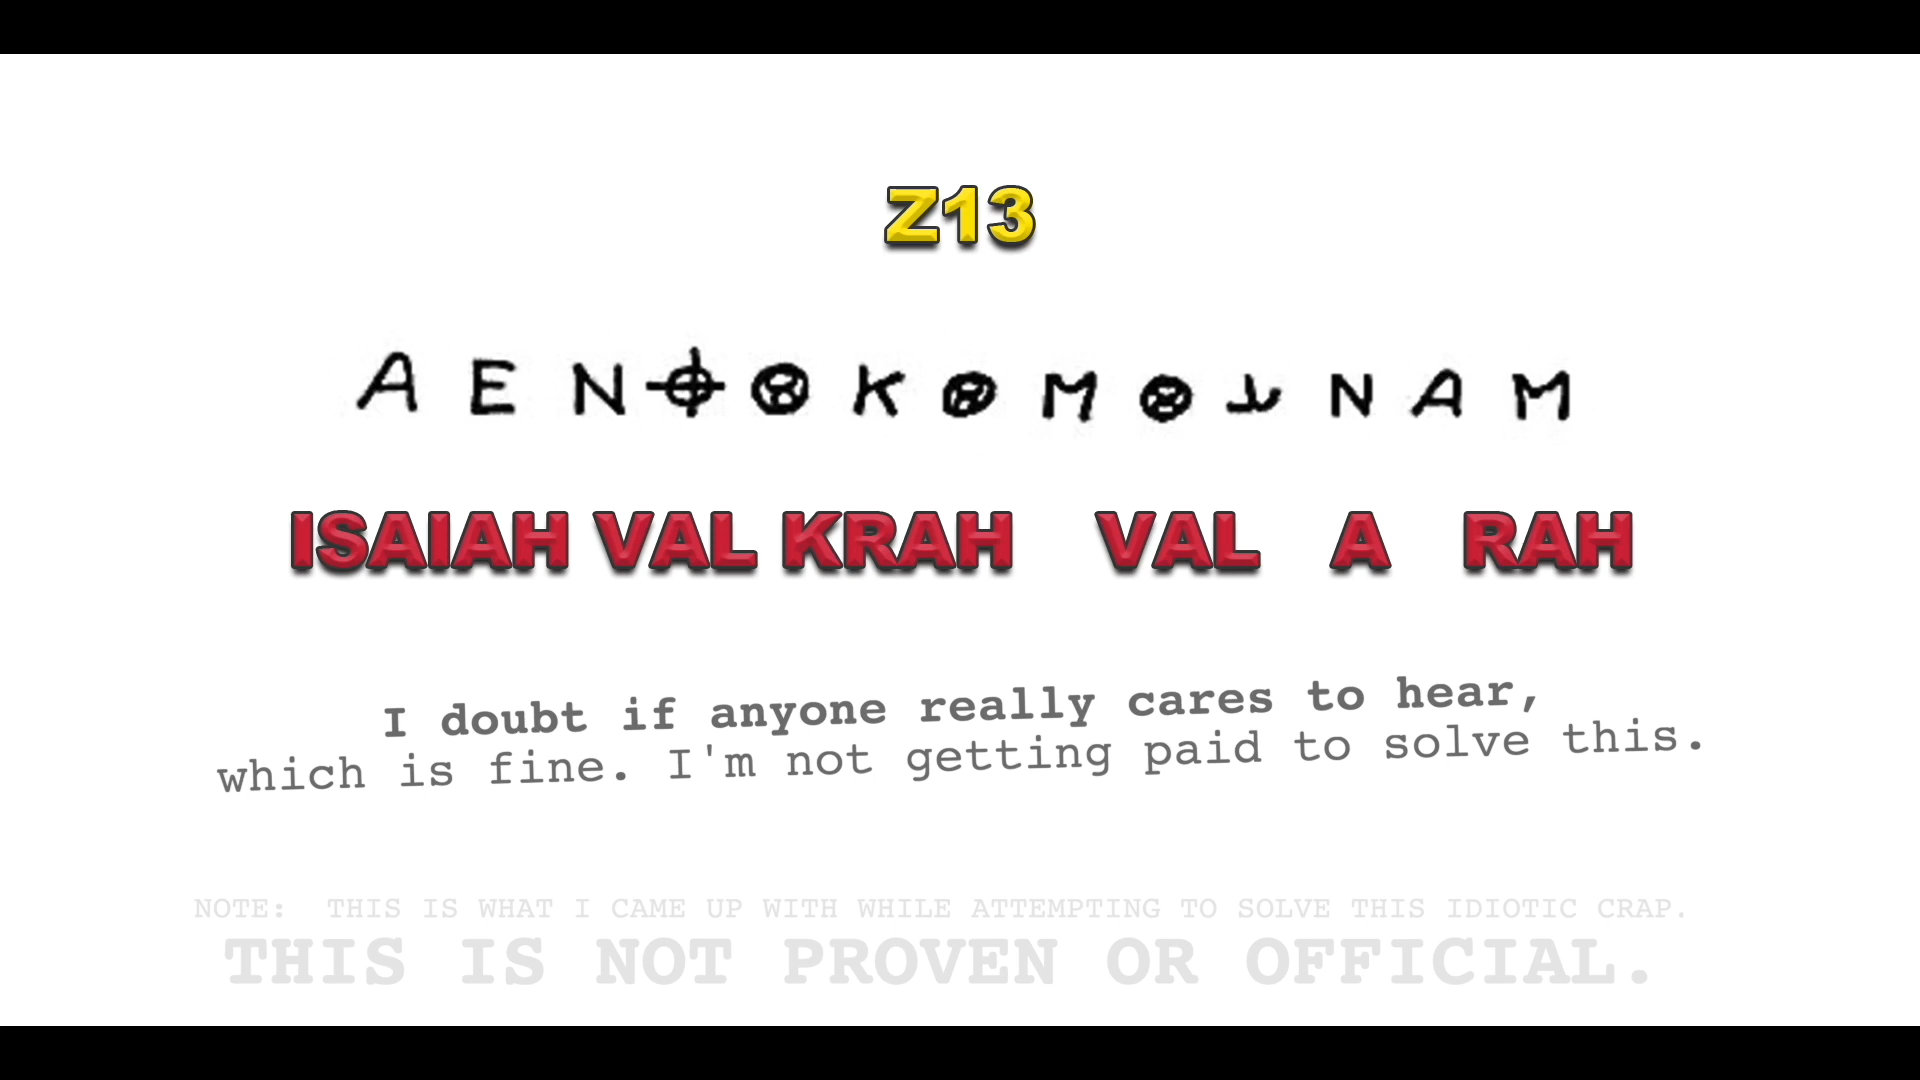 Z13
A E N ⌖ K M N A M
ISAIAH VAL KRAH VAL A RAH
I doubt if anyone really cares to hear,
which is fine. I'm not getting paid to solve this.
NOTE: THIS IS WHAT I CAME UP WITH WHILE ATTEMPTING TO SOLVE THIS IDIOTIC CRAP.
THIS IS NOT PROVEN OR OFFICIAL.